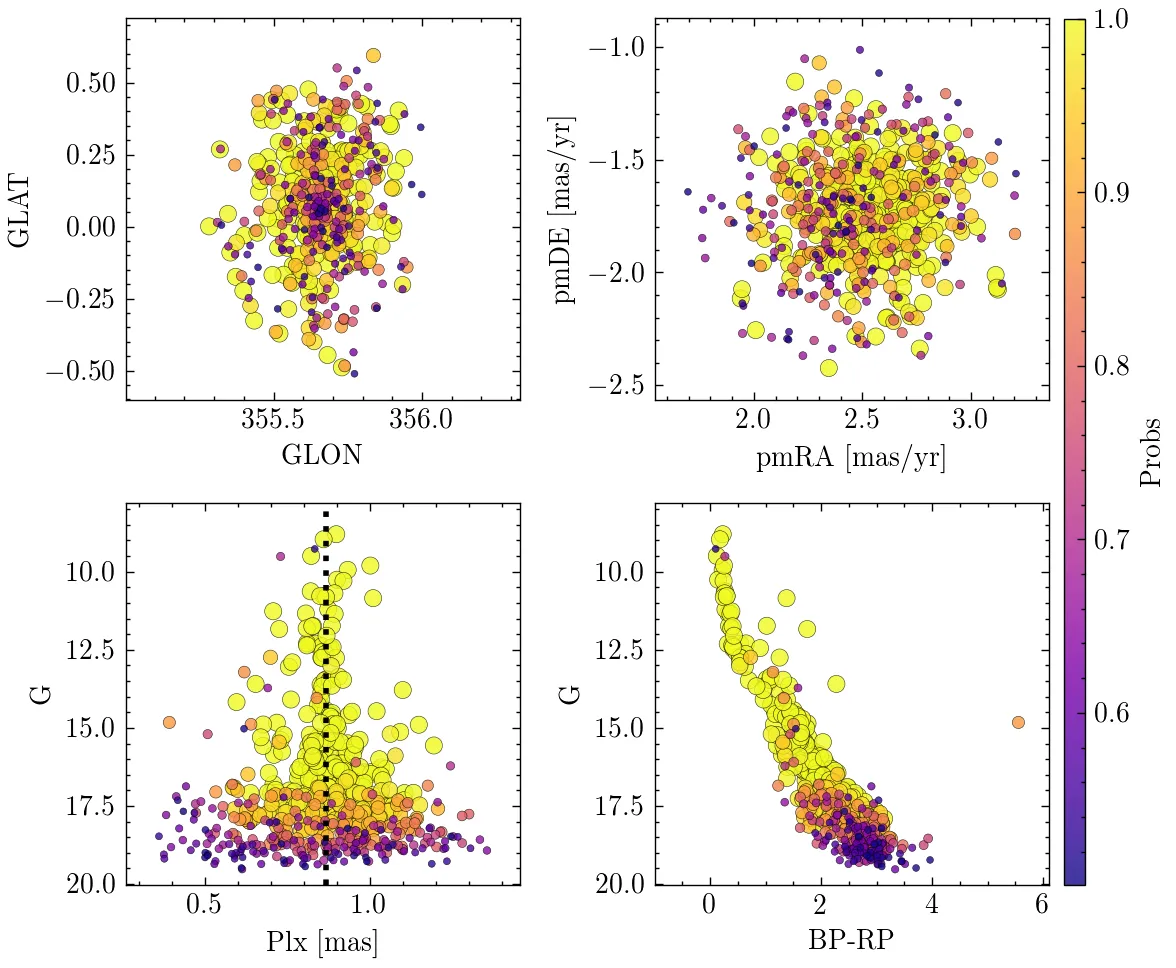 0.50
0.25
0.00
−0.25
−0.50
GLAT
355.5 356.0
GLON
−1.0
−1.5
−2.0
−2.5
pmDE [mas/yr]
2.0 2.5 3.0
pmRA [mas/yr]
10.0
12.5
15.0
17.5
20.0
G
0.5 1.0
Plx [mas]
10.0
12.5
15.0
17.5
20.0
G
0 2 4 6
BP-RP
1.0
0.9
0.8
0.7
0.6
Probs